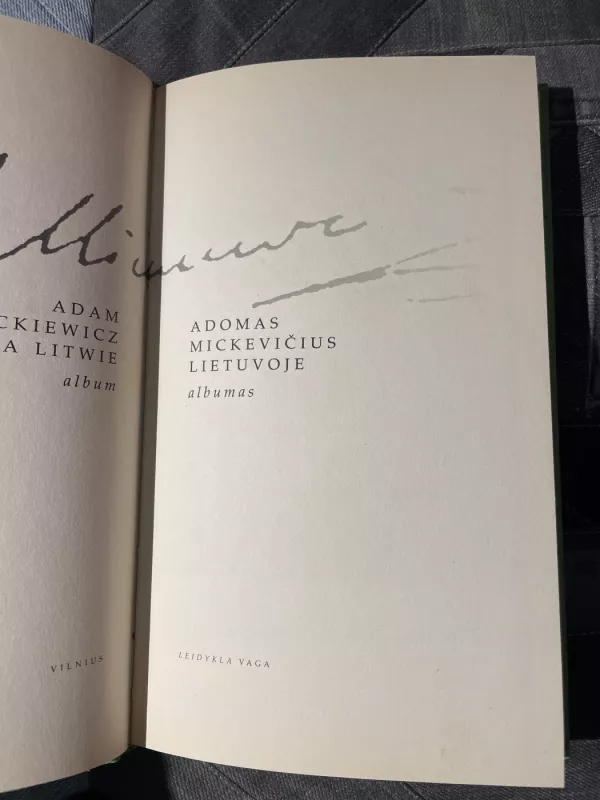 ADAM
CKIEWICZ
A LITWIE
album
VILNIUS
ADOMAS
MICKEVIČIUS
LIETUVOJE
albumas
LEIDYKLA VAGA